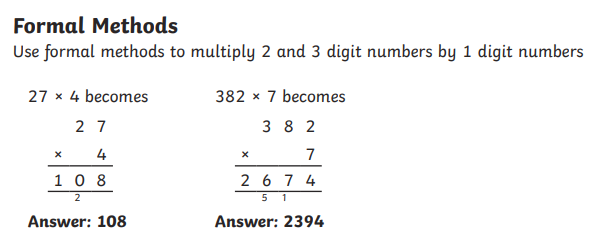 Formal Methods
Use formal methods to multiply 2 and 3 digit numbers by 1 digit numbers
27 × 4 becomes
2 7
× 4
1 0 8
2
Answer: 108
382 × 7 becomes
3 8 2
× 7
2 6 7 4
5 1
Answer: 2394